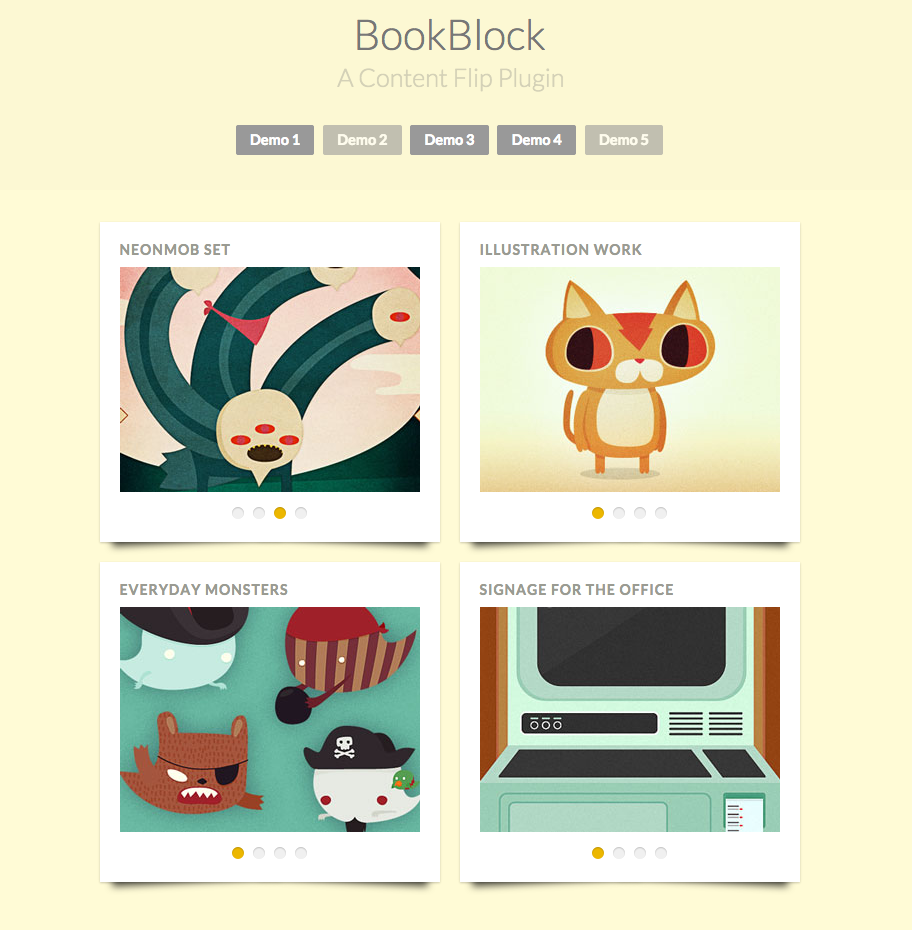 BookBlock
A Content Flip Plugin
Demo 1 Demo 2 Demo 3 Demo 4 Demo 5
NEONMOB SET
ILLUSTRATION WORK
EVERYDAY MONSTERS
SIGNAGE FOR THE OFFICE